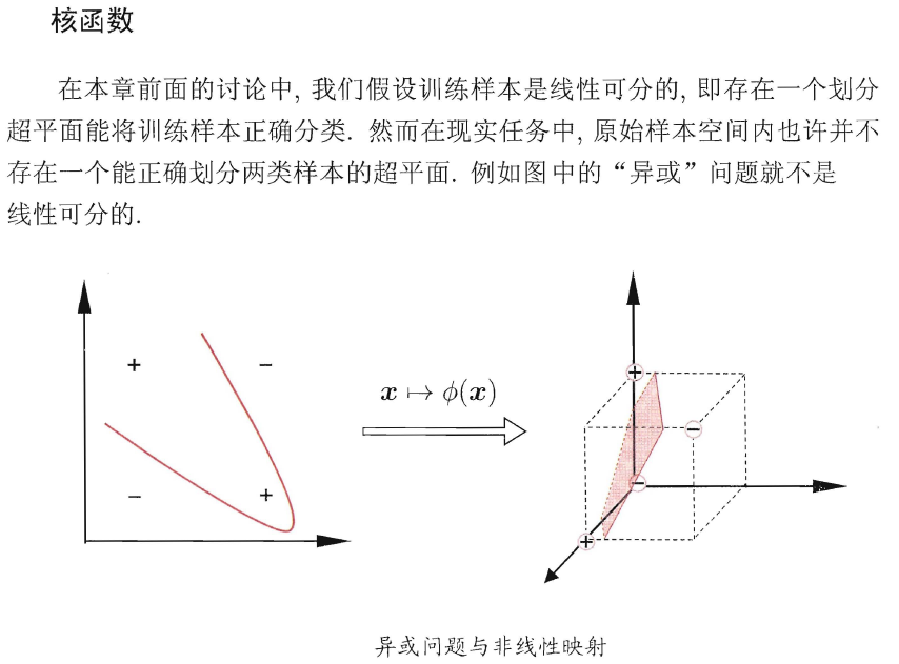 核函数
在本章前面的讨论中, 我们假设训练样本是线性可分的, 即存在一个划分
超平面能将训练样本正确分类. 然而在现实任务中, 原始样本空间内也许并不
存在一个能正确划分两类样本的超平面. 例如图中的“异或”问题就不是
线性可分的.
+ −
x ↦ ϕ(x)
− +
+
−
−
+
异或问题与非线性映射